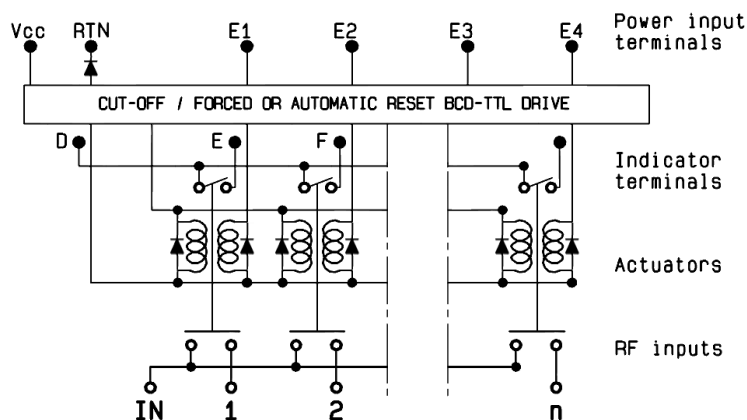 Vcc RTN E1 E2 E3 E4
Power input
terminals
CUT-OFF / FORCED OR AUTOMATIC RESET BCD-TTL DRIVE
D E F
Indicator
terminals
Actuators
RF inputs
IN 1 2 n